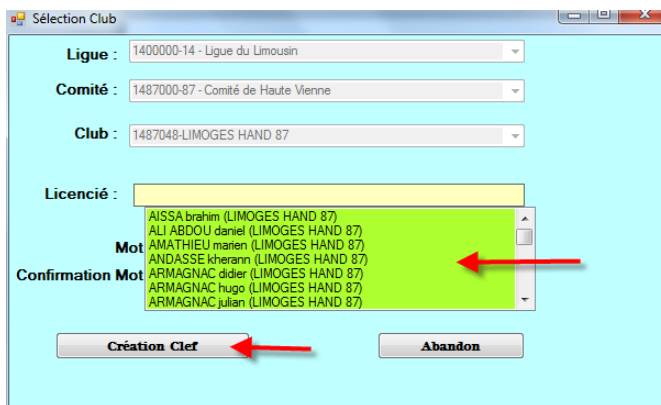 Sélection Club
Ligue : 1400000-14 - Ligue du Limousin
Comité : 1487000-87 - Comité de Haute Vienne
Club : 1487048-LIMOGES HAND 87
Licencié :
AISSA brahim (LIMOGES HAND 87)
ALI ABDOU daniel (LIMOGES HAND 87)
Mot AMATHIEU marien (LIMOGES HAND 87)
ANDASSE kherann (LIMOGES HAND 87)
Confirmation Mot ARMAGNAC didier (LIMOGES HAND 87)
ARMAGNAC hugo (LIMOGES HAND 87)
ARMAGNAC julian (LIMOGES HAND 87)
Création Clef Abandon